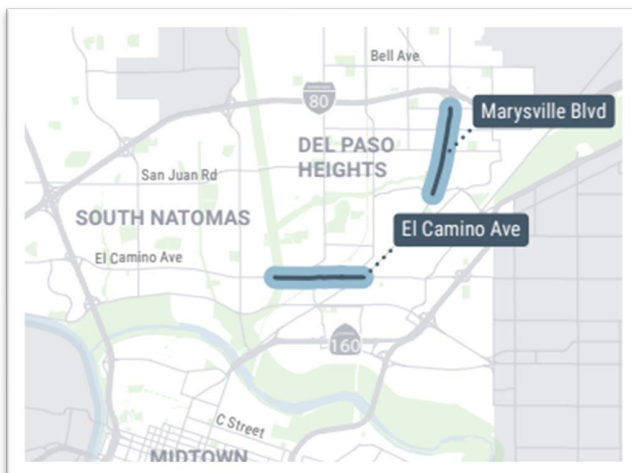 Bell Ave
80
Marysville Blvd
DEL PASO
HEIGHTS
San Juan Rd
SOUTH NATOMAS
El Camino Ave
El Camino Ave
160
C Street
MIDTOWN